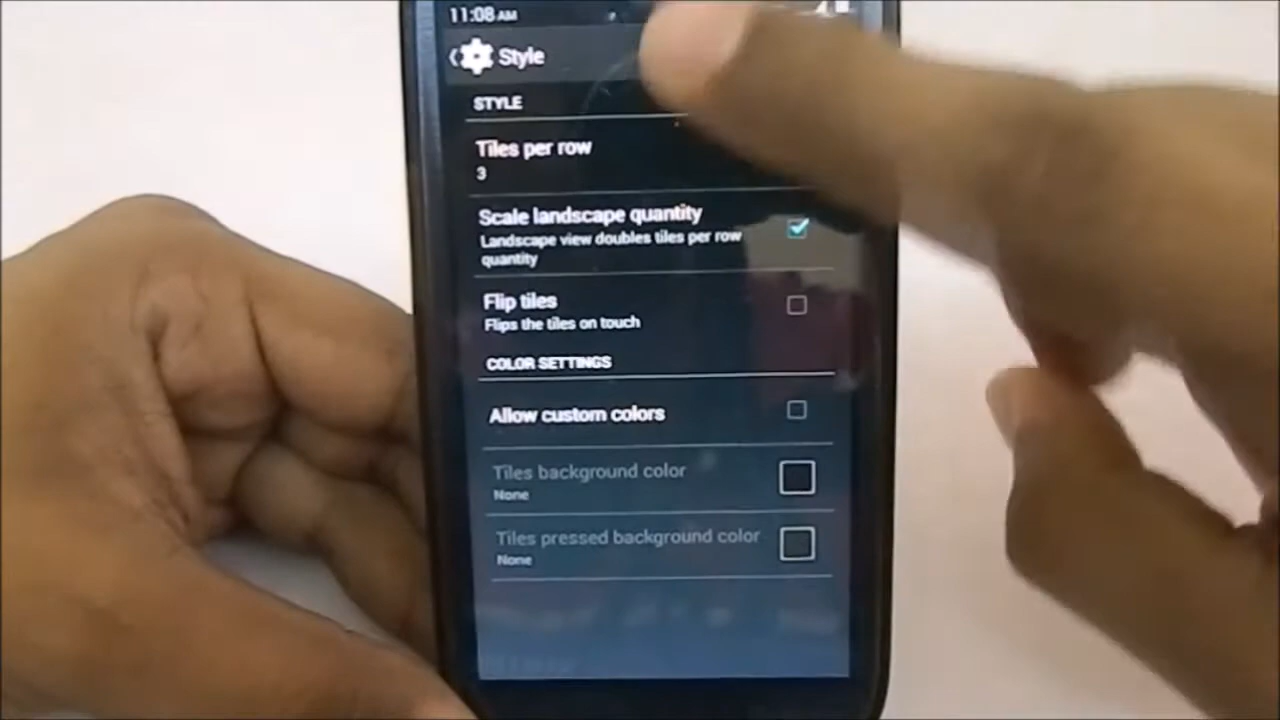 11:08 AM
Style
STYLE
Tiles per row
3
Scale landscape quantity
Landscape view doubles tiles per row
quantity
Flip tiles
Flips the tiles on touch
COLOR SETTINGS
Allow custom colors
Tiles background color
None
Tiles pressed background color
None